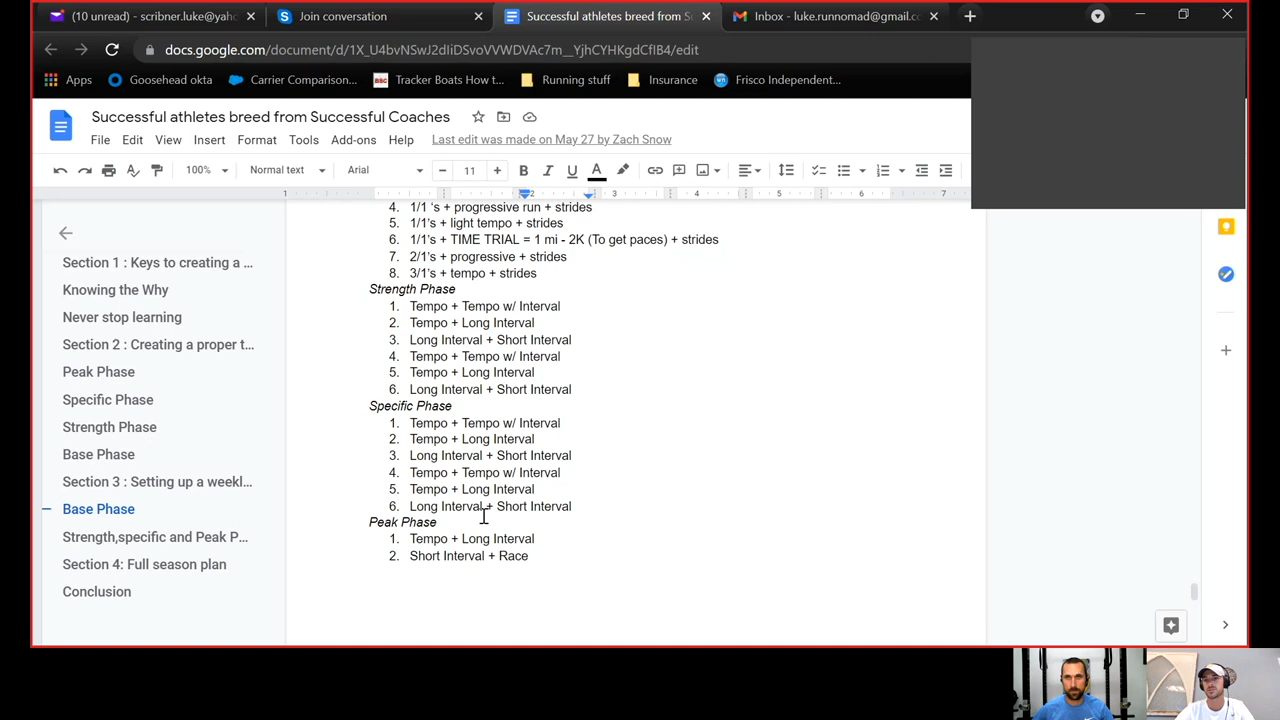 (10 unread) - scribner.luke@yah
Join conversation
Successful athletes breed from S
Inbox - luke.runnomad@gmail.c
docs.google.com/document/d/1X_U4bvNSwJ2dIiDSvoVVWDVAc7m__YjhCYHKgdCfIB4/edit
Apps
Goosehead okta
Carrier Comparison...
BBC
Tracker Boats How t...
Running stuff
Insurance
Frisco Independent...
Successful athletes breed from Successful Coaches
File Edit View Insert Format Tools Add-ons Help Last edit was made on May 27 by Zach Snow
100% Normal text Arial 11 B I U A
1 2 3 4 5 6 7
Section 1 : Keys to creating a ...
Knowing the Why
Never stop learning
Section 2 : Creating a proper t...
Peak Phase
Specific Phase
Strength Phase
Base Phase
Section 3 : Setting up a weekl...
Base Phase
Strength,specific and Peak P...
Section 4: Full season plan
Conclusion
4. 1/1 's + progressive run + strides
5. 1/1's + light tempo + strides
6. 1/1's + TIME TRIAL = 1 mi - 2K (To get paces) + strides
7. 2/1's + progressive + strides
8. 3/1's + tempo + strides
Strength Phase
1. Tempo + Tempo w/ Interval
2. Tempo + Long Interval
3. Long Interval + Short Interval
4. Tempo + Tempo w/ Interval
5. Tempo + Long Interval
6. Long Interval + Short Interval
Specific Phase
1. Tempo + Tempo w/ Interval
2. Tempo + Long Interval
3. Long Interval + Short Interval
4. Tempo + Tempo w/ Interval
5. Tempo + Long Interval
6. Long Interval + Short Interval
Peak Phase
1. Tempo + Long Interval
2. Short Interval + Race